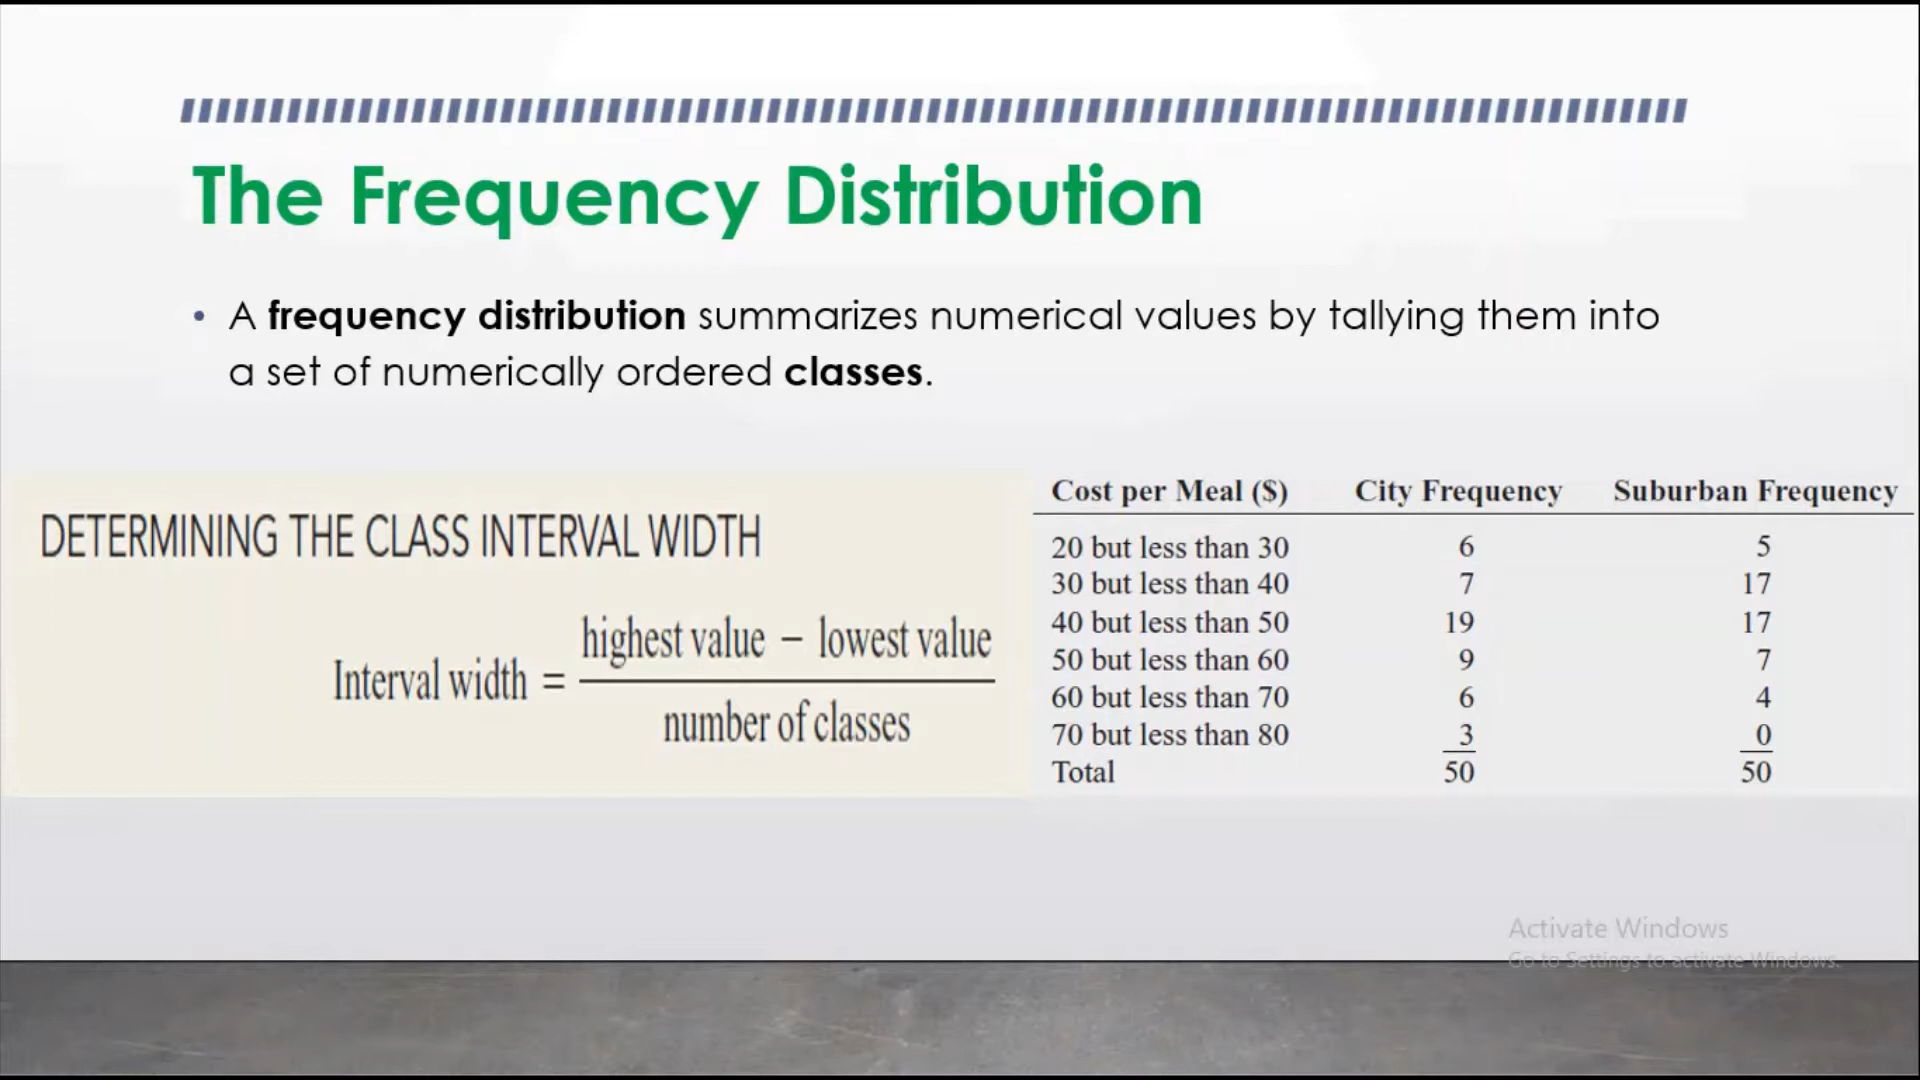 The Frequency Distribution
• A frequency distribution summarizes numerical values by tallying them into
a set of numerically ordered classes.
DETERMINING THE CLASS INTERVAL WIDTH
Interval width = highest value − lowest value
number of classes
Cost per Meal ($) City Frequency Suburban Frequency
20 but less than 30 6 5
30 but less than 40 7 17
40 but less than 50 19 17
50 but less than 60 9 7
60 but less than 70 6 4
70 but less than 80 3 0
Total 50 50
Activate Windows
Go to Settings to activate Windows.